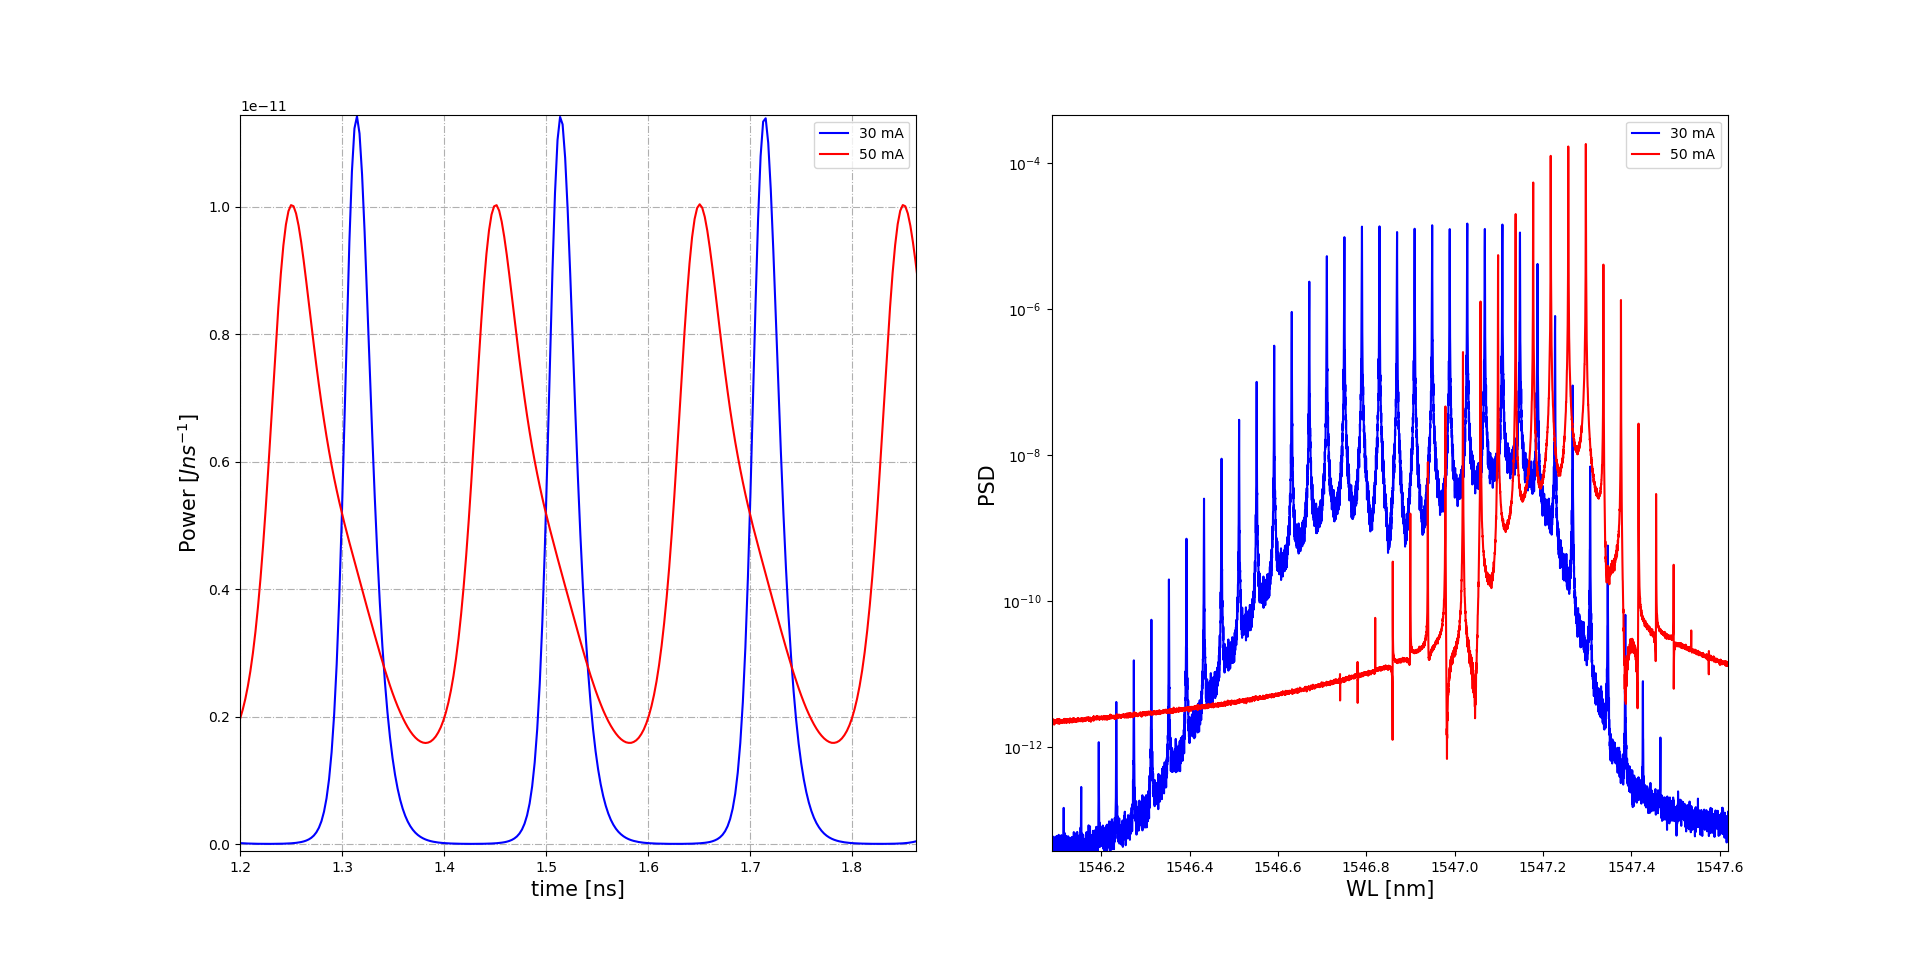 1e−11
Power [Jns⁻¹]
1.0
0.8
0.6
0.4
0.2
0.0
1.2 1.3 1.4 1.5 1.6 1.7 1.8
time [ns]
30 mA
50 mA
PSD
10⁻⁴
10⁻⁶
10⁻⁸
10⁻¹⁰
10⁻¹²
1546.2 1546.4 1546.6 1546.8 1547.0 1547.2 1547.4 1547.6
WL [nm]
30 mA
50 mA